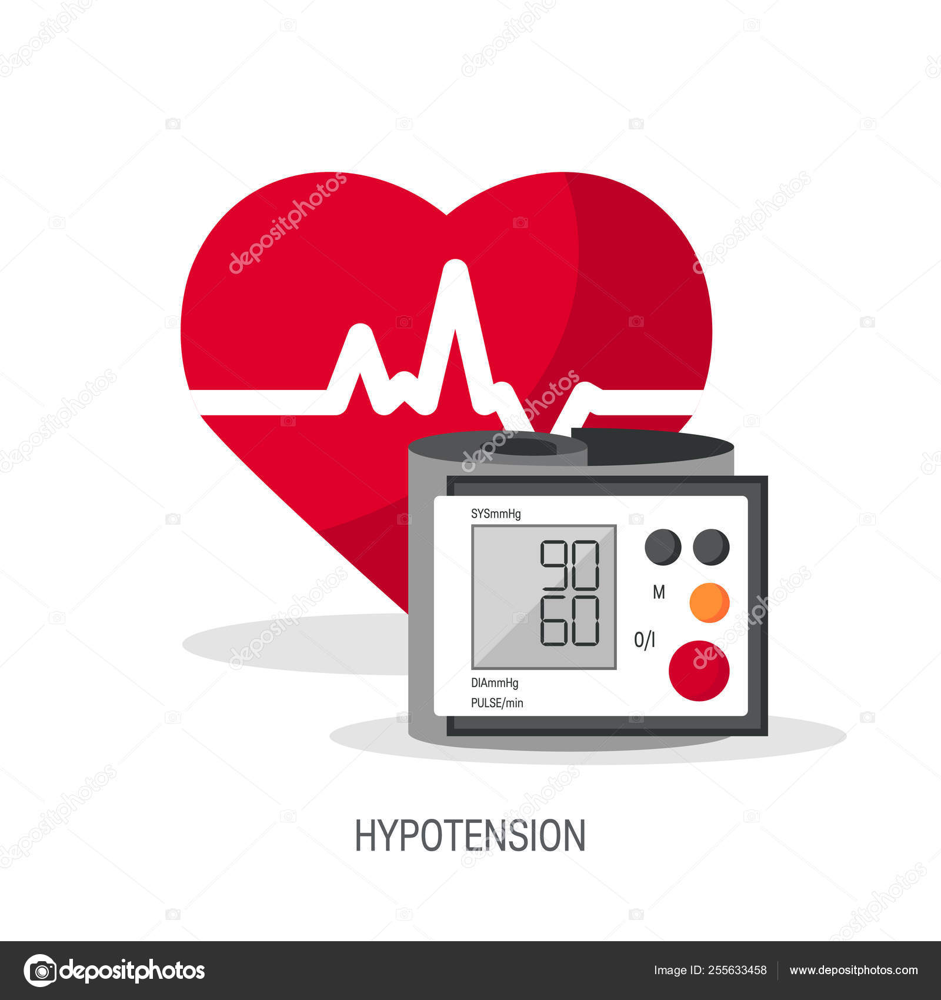 SYSmmHg
90
60
M
0/I
DIAmmHg
PULSE/min
HYPOTENSION
depositphotos
Image ID: 255633458
www.depositphotos.com